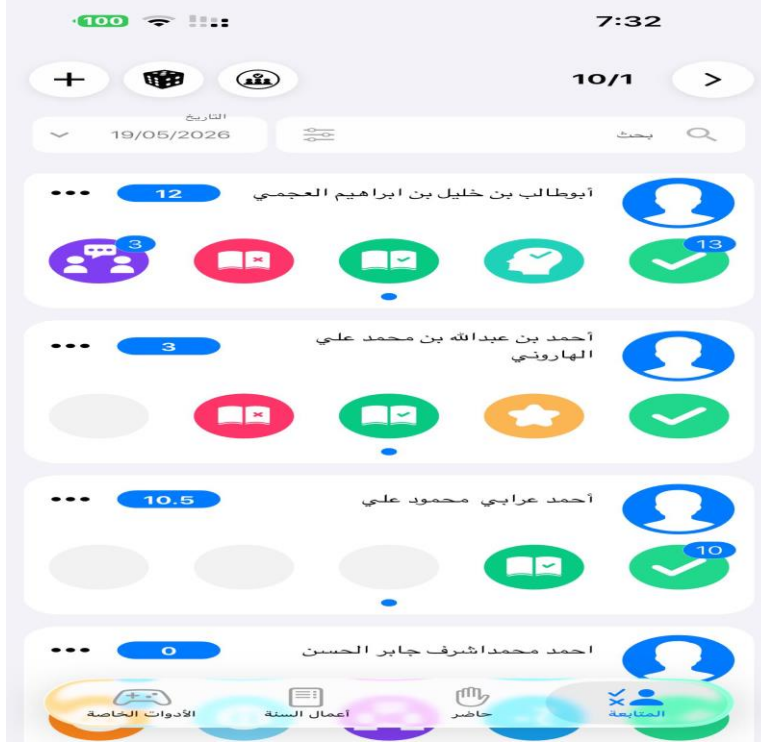 7:32
100
10/1
بحث
التاريخ
19/05/2026
أبوطالب بن خليل بن ابراهيم العجمي
12
13
3
أحمد بن عبدالله بن محمد علي
الهاروني
3
أحمد عرابي محمود علي
10.5
10
احمد محمداشرف جابر الحسن
0
المتابعة
حاضر
أعمال السنة
الأدوات الخاصة